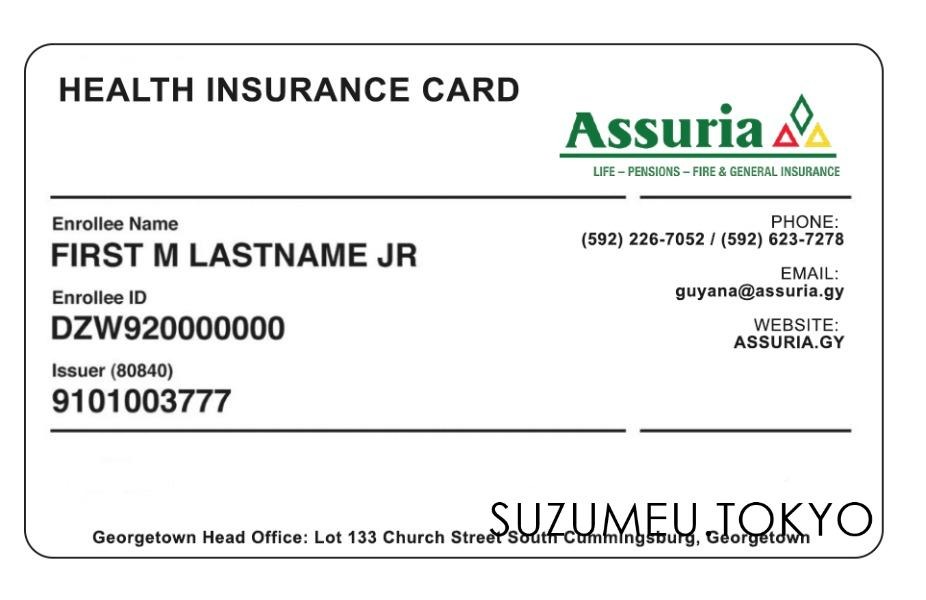 HEALTH INSURANCE CARD
Assuria
LIFE – PENSIONS – FIRE & GENERAL INSURANCE
Enrollee Name
FIRST M LASTNAME JR
Enrollee ID
DZW920000000
Issuer (80840)
9101003777
PHONE:
(592) 226-7052 / (592) 623-7278
EMAIL:
guyana@assuria.gy
WEBSITE:
ASSURIA.GY
SUZUMEU.TOKYO
Georgetown Head Office: Lot 133 Church Street South Cummingsburg, Georgetown